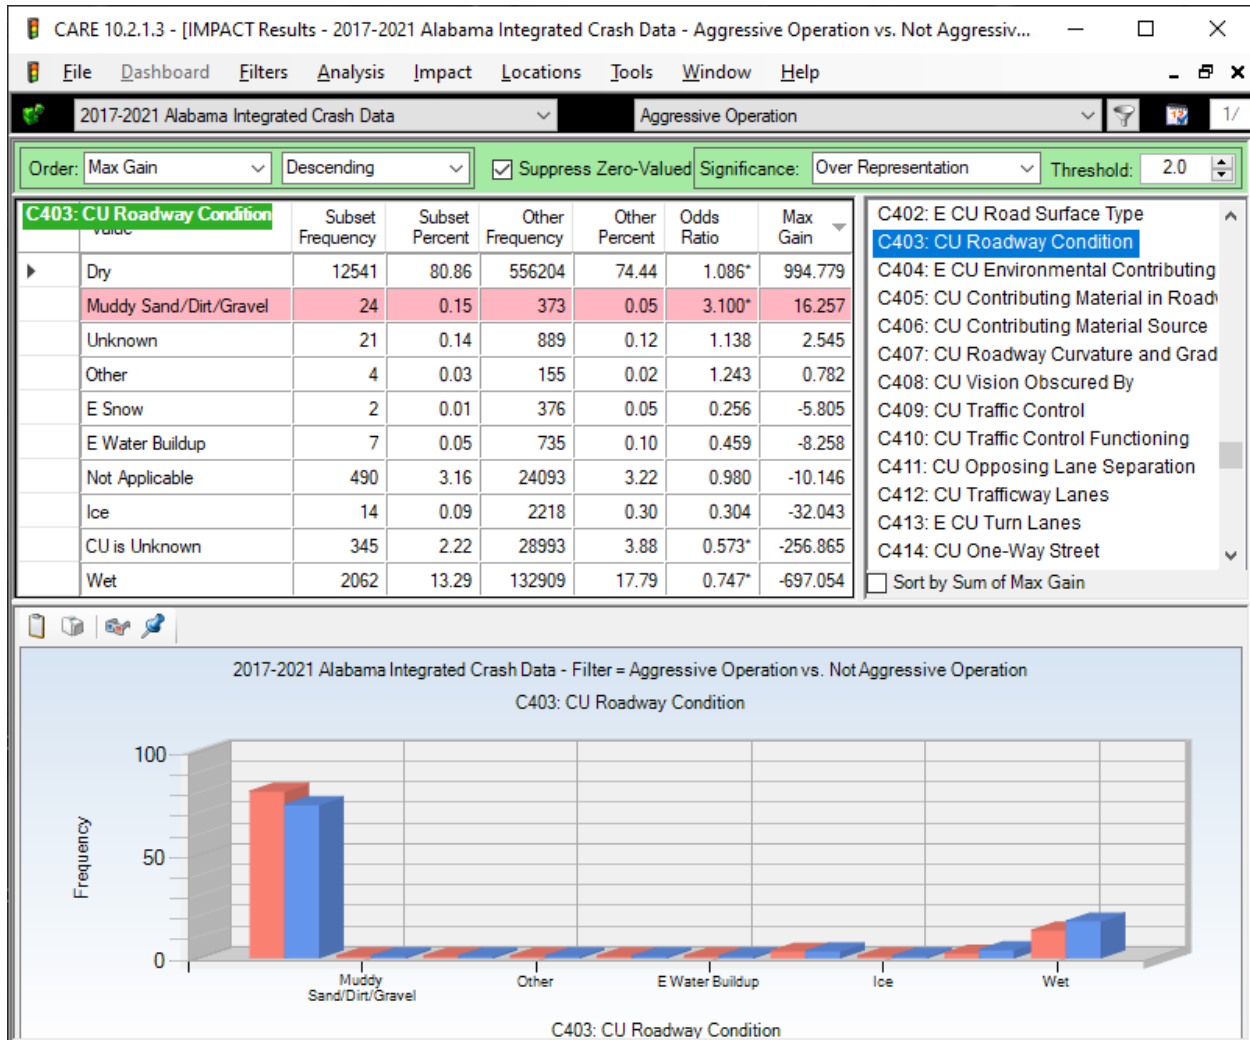 CARE 10.2.1.3 - [IMPACT Results - 2017-2021 Alabama Integrated Crash Data - Aggressive Operation vs. Not Aggressiv...
File Dashboard Filters Analysis Impact Locations Tools Window Help
2017-2021 Alabama Integrated Crash Data Aggressive Operation 12 1/
Order: Max Gain Descending Suppress Zero-Valued Significance: Over Representation Threshold: 2.0
C403: CU Roadway Condition Subset Frequency Subset Percent Other Frequency Other Percent Odds Ratio Max Gain
Dry 12541 80.86 556204 74.44 1.086* 994.779
Muddy Sand/Dirt/Gravel 24 0.15 373 0.05 3.100* 16.257
Unknown 21 0.14 889 0.12 1.138 2.545
Other 4 0.03 155 0.02 1.243 0.782
E Snow 2 0.01 376 0.05 0.256 -5.805
E Water Buildup 7 0.05 735 0.10 0.459 -8.258
Not Applicable 490 3.16 24093 3.22 0.980 -10.146
Ice 14 0.09 2218 0.30 0.304 -32.043
CU is Unknown 345 2.22 28993 3.88 0.573* -256.865
Wet 2062 13.29 132909 17.79 0.747* -697.054
C402: E CU Road Surface Type
C403: CU Roadway Condition
C404: E CU Environmental Contributing
C405: CU Contributing Material in Road
C406: CU Contributing Material Source
C407: CU Roadway Curvature and Grad
C408: CU Vision Obscured By
C409: CU Traffic Control
C410: CU Traffic Control Functioning
C411: CU Opposing Lane Separation
C412: CU Trafficway Lanes
C413: E CU Turn Lanes
C414: CU One-Way Street
Sort by Sum of Max Gain
2017-2021 Alabama Integrated Crash Data - Filter = Aggressive Operation vs. Not Aggressive Operation
C403: CU Roadway Condition
100
50
0
Frequency
Muddy
Sand/Dirt/Gravel
Other
E Water Buildup
Ice
Wet
C403: CU Roadway Condition